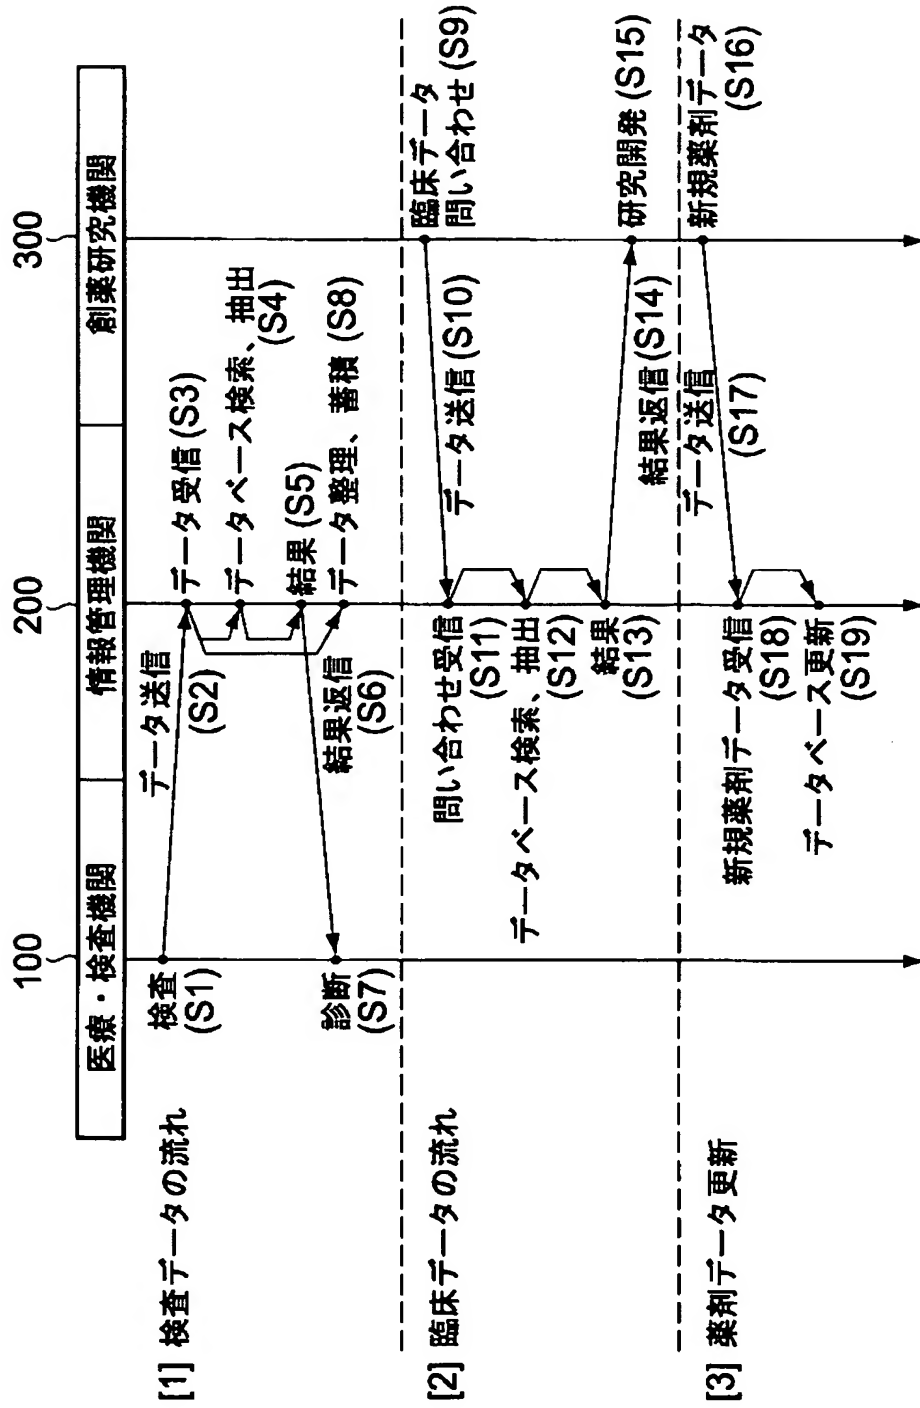 100
200
300
医療・検査機関
情報管理機関
創薬研究機関
[1] 検査データの流れ
検査
(S1)
データ送信
(S2)
データ受信 (S3)
データベース検索、抽出
(S4)
結果 (S5)
結果返信
(S6)
診断
(S7)
データ整理、蓄積 (S8)
[2] 臨床データの流れ
臨床データ
問い合わせ (S9)
データ送信 (S10)
問い合わせ受信
(S11)
データベース検索、抽出
(S12)
結果
(S13)
結果返信 (S14)
研究開発 (S15)
[3] 薬剤データ更新
新規薬剤データ
(S16)
データ送信
(S17)
新規薬剤データ受信
(S18)
データベース更新
(S19)